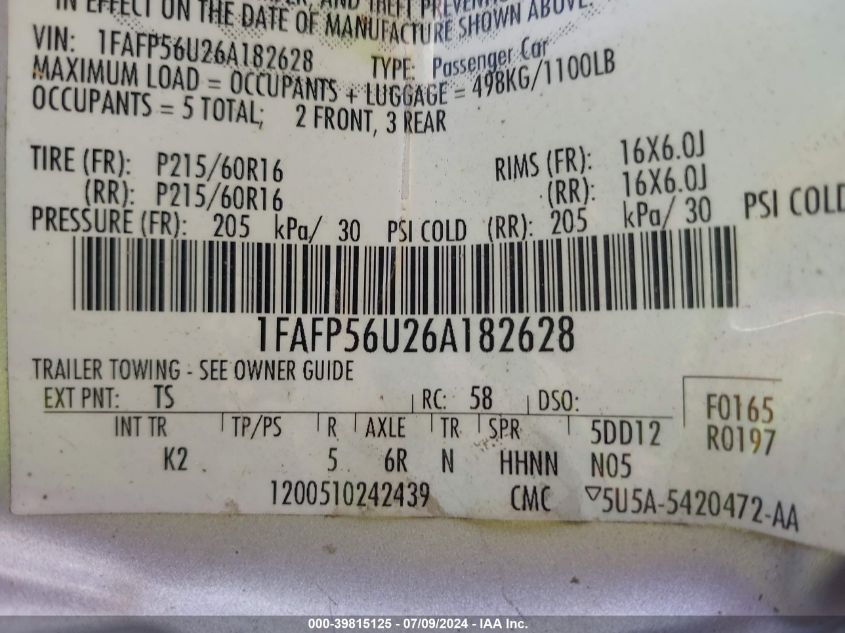 IN EFFECT ON THE DATE OF MANUFACTURE SHOWN ABOVE.
VIN: 1FAFP56U26A182628 TYPE: Passenger Car
MAXIMUM LOAD = OCCUPANTS + LUGGAGE = 498KG/1100LB
OCCUPANTS = 5 TOTAL; 2 FRONT, 3 REAR
TIRE (FR): P215/60R16 RIMS (FR): 16X6.0J
(RR): P215/60R16 (RR): 16X6.0J
PRESSURE (FR): 205 kPa/ 30 PSI COLD (RR): 205 kPa/ 30 PSI COLD
1FAFP56U26A182628
TRAILER TOWING - SEE OWNER GUIDE
EXT PNT: TS RC: 58 DSO: F0165
INT TR TP/PS R AXLE TR SPR 5DD12 R0197
K2 5 6R N HHNN N05
1200510242439 CMC ▽5U5A-5420472-AA
000-39815125 - 07/09/2024 - IAA Inc.